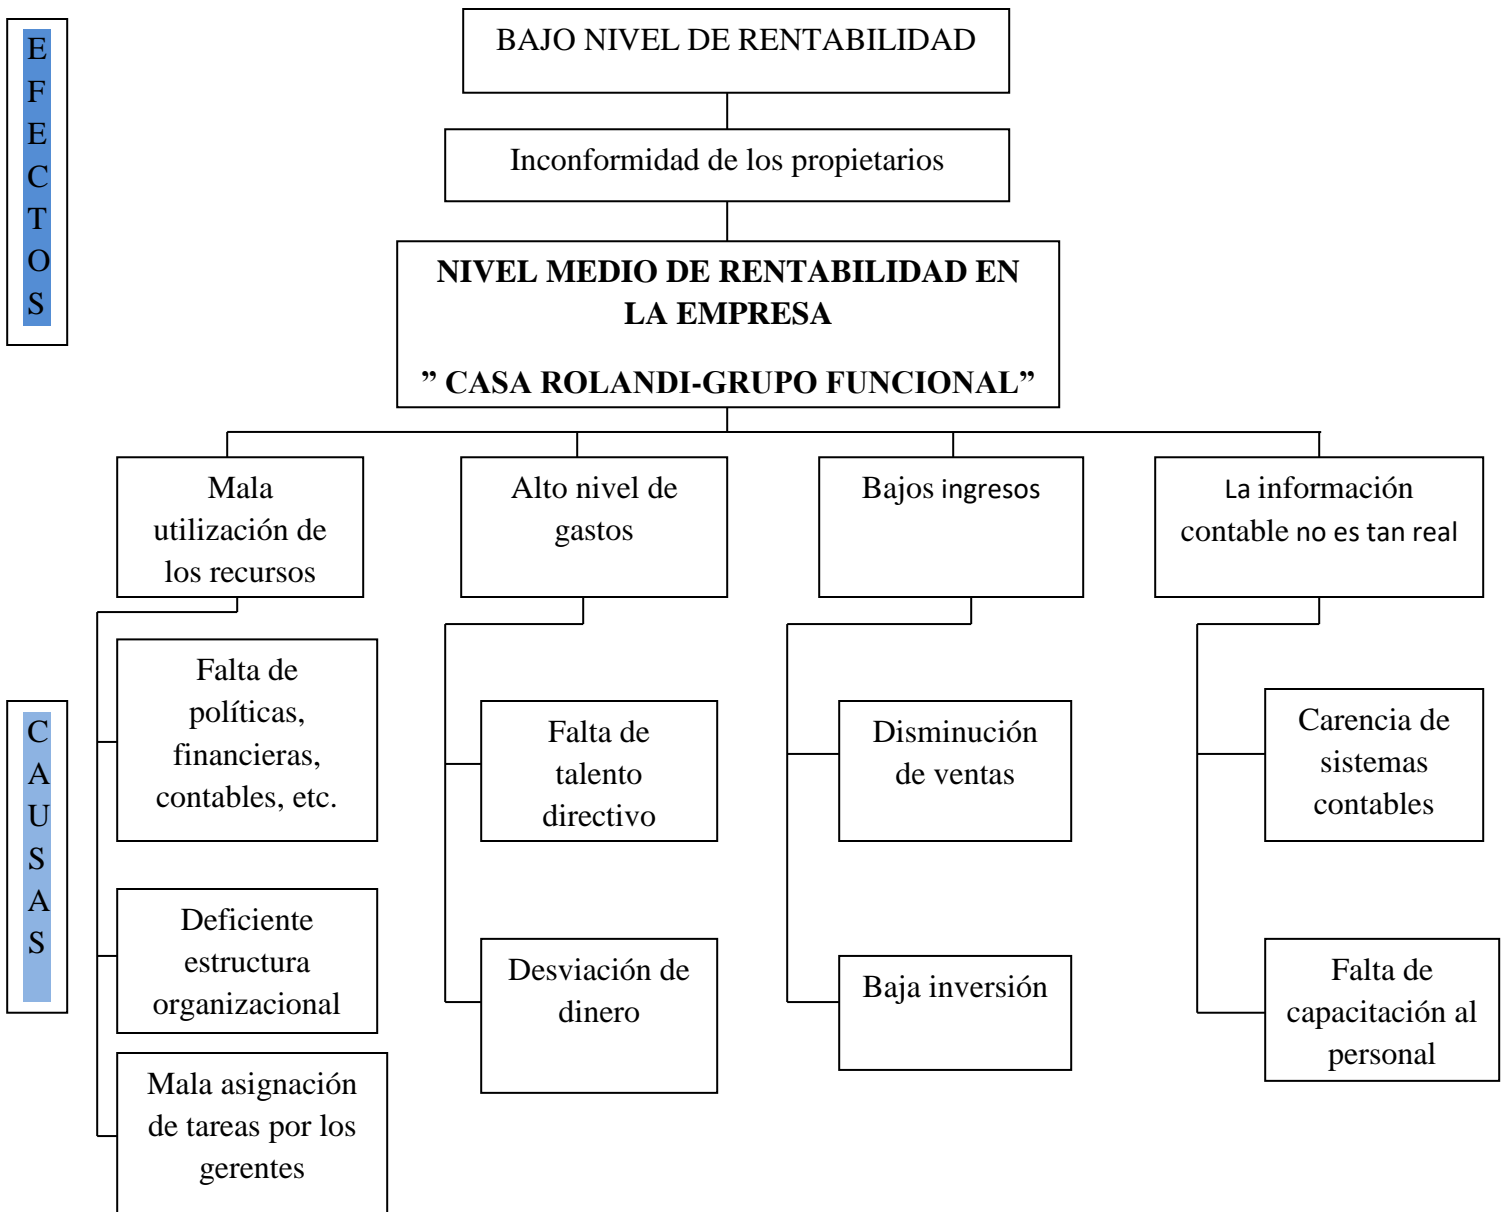 E
F
E
C
T
O
S
BAJO NIVEL DE RENTABILIDAD
Inconformidad de los propietarios
NIVEL MEDIO DE RENTABILIDAD EN
LA EMPRESA
” CASA ROLANDI-GRUPO FUNCIONAL”
Mala
utilización de
los recursos
Alto nivel de
gastos
Bajos ingresos
La información
contable no es tan real
C
A
U
S
A
S
Falta de
políticas,
financieras,
contables, etc.
Deficiente
estructura
organizacional
Mala asignación
de tareas por los
gerentes
Falta de
talento
directivo
Desviación de
dinero
Disminución
de ventas
Baja inversión
Carencia de
sistemas
contables
Falta de
capacitación al
personal